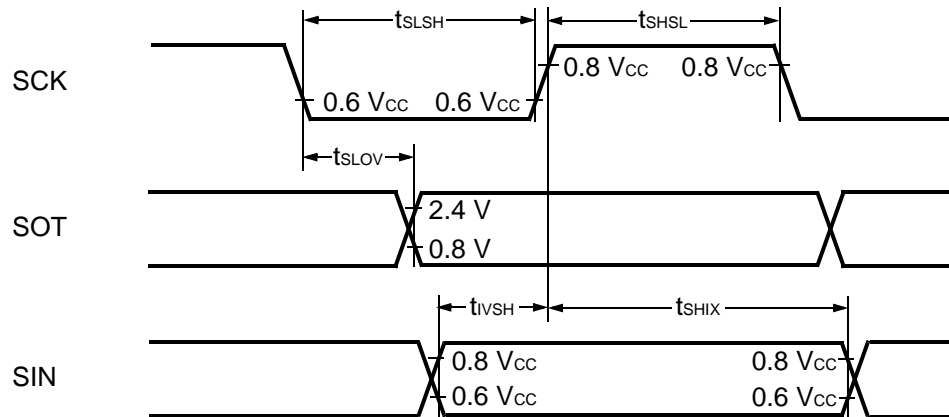 tSLSH tSHSL
SCK
0.8 VCC 0.8 VCC
0.6 VCC 0.6 VCC
tSLOV
SOT
2.4 V
0.8 V
tIVSH tSHIX
SIN
0.8 VCC 0.8 VCC
0.6 VCC 0.6 VCC